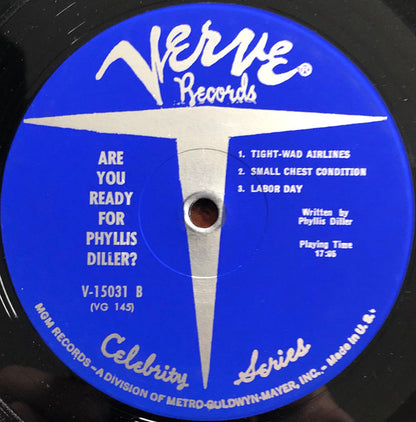 Verve®
Records
ARE
YOU
READY
FOR
PHYLLIS
DILLER?
V-15031 B
(VG 145)
1. TIGHT-WAD AIRLINES
2. SMALL CHEST CONDITION
3. LABOR DAY
Written by
Phyllis Diller
Playing Time
17:05
Celebrity Series
MGM RECORDS–A DIVISION OF METRO-GOLDWYN-MAYER, INC.–Made in U. S. A.